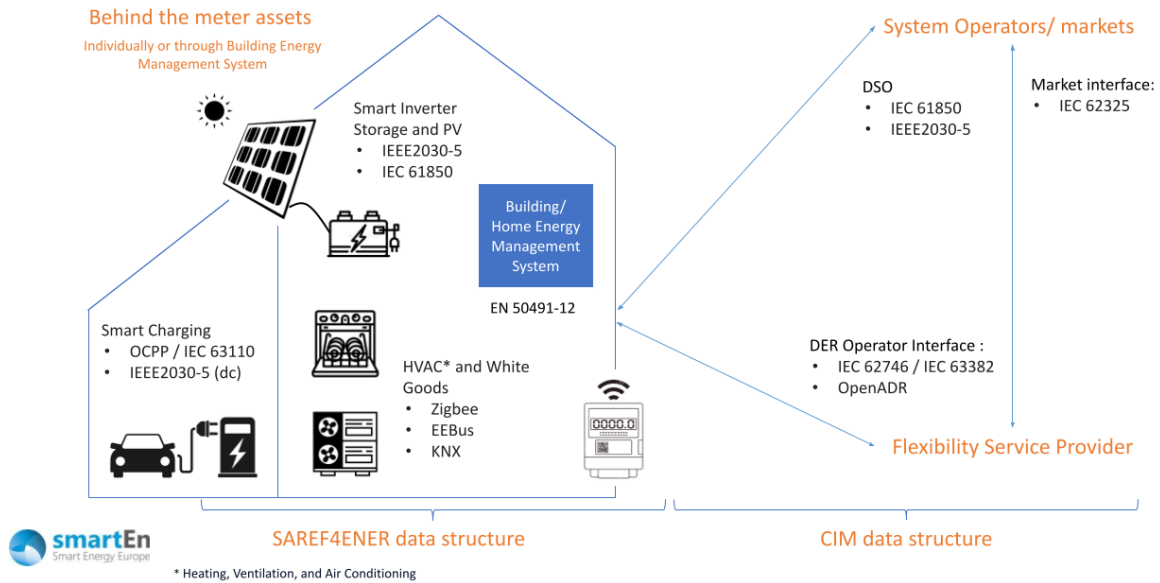 Behind the meter assets
Individually or through Building Energy
Management System
System Operators/ markets
Smart Inverter
Storage and PV
• IEEE2030-5
• IEC 61850
DSO
• IEC 61850
• IEEE2030-5
Market interface:
• IEC 62325
Building/
Home Energy
Management
System
EN 50491-12
Smart Charging
• OCPP / IEC 63110
• IEEE2030-5 (dc)
HVAC* and White
Goods
• Zigbee
• EEBus
• KNX
0000.0
DER Operator Interface :
• IEC 62746 / IEC 63382
• OpenADR
Flexibility Service Provider
SAREF4ENER data structure
CIM data structure
smartEn
Smart Energy Europe
* Heating, Ventilation, and Air Conditioning